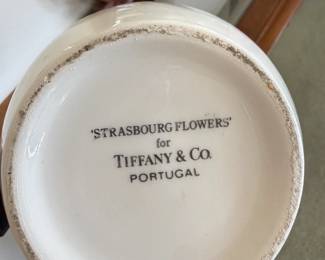 'STRASBOURG FLOWERS'
for
TIFFANY & CO.
PORTUGAL